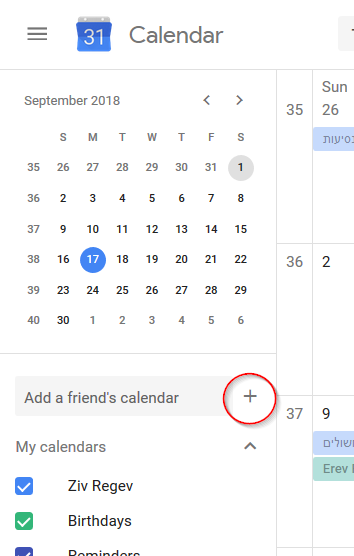 31 Calendar
September 2018
S M T W T F S
35 26 27 28 29 30 31 1
36 2 3 4 5 6 7 8
37 9 10 11 12 13 14 15
38 16 17 18 19 20 21 22
39 23 24 25 26 27 28 29
40 30 1 2 3 4 5 6
Add a friend's calendar
My calendars
Ziv Regev
Birthdays
Reminders
Sun
35 26
נסיעות
36 2
37 9
Erev